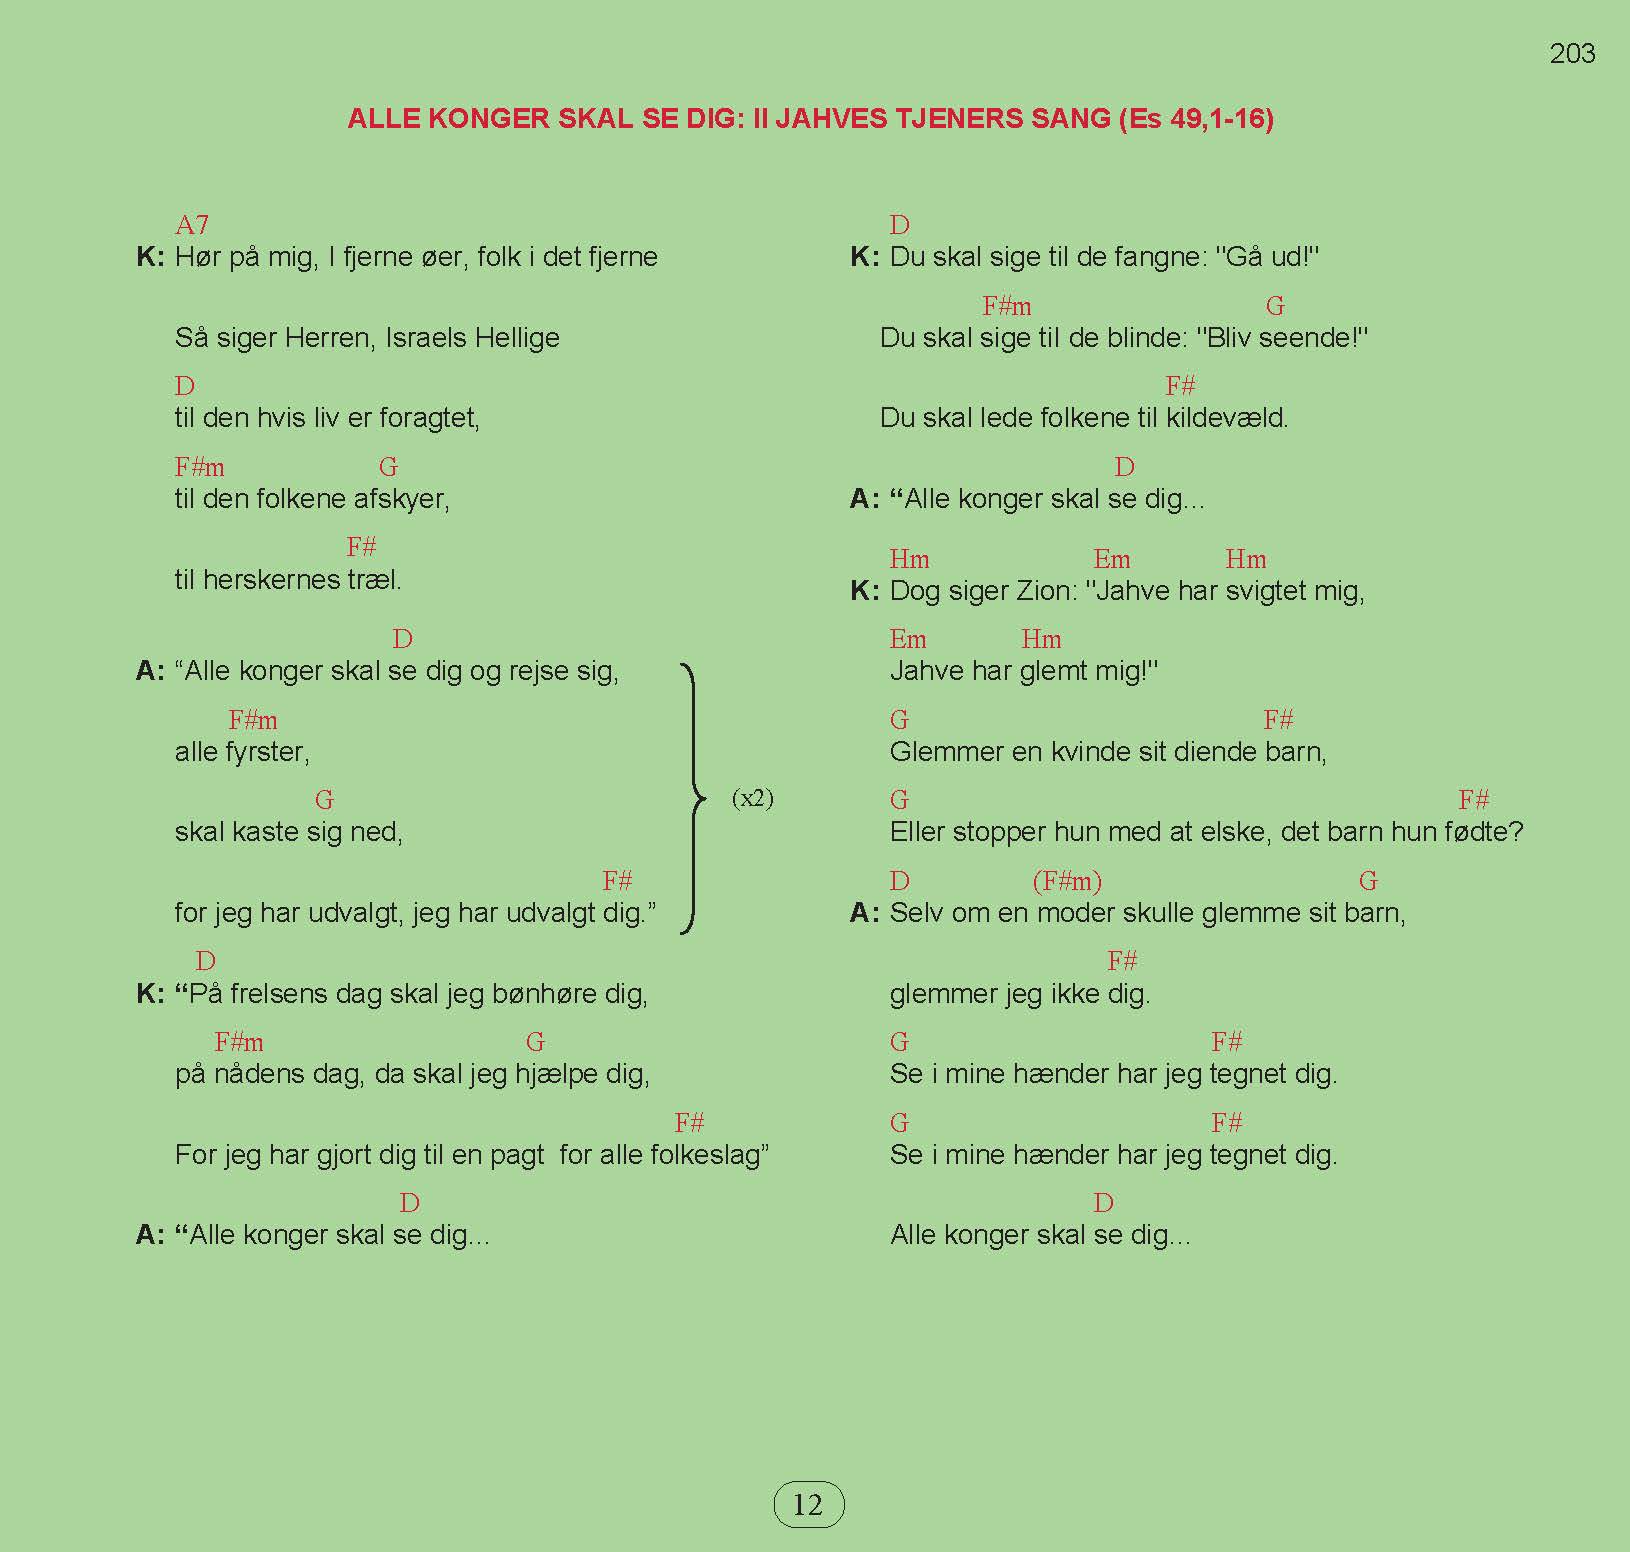 203
ALLE KONGER SKAL SE DIG: II JAHVES TJENERS SANG (Es 49,1-16)
A7
K: Hør på mig, I fjerne øer, folk i det fjerne
Så siger Herren, Israels Hellige
D
til den hvis liv er foragtet,
F#m G
til den folkene afskyer,
F#
til herskernes træl.
D
A: “Alle konger skal se dig og rejse sig,
F#m
alle fyrster,
G
skal kaste sig ned,
(x2)
F#
for jeg har udvalgt, jeg har udvalgt dig.”
D
K: “På frelsens dag skal jeg bønhøre dig,
F#m G
på nådens dag, da skal jeg hjælpe dig,
F#
For jeg har gjort dig til en pagt  for alle folkeslag”
D
A: “Alle konger skal se dig...
D
K: Du skal sige til de fangne: "Gå ud!"
F#m G
Du skal sige til de blinde: "Bliv seende!"
F#
Du skal lede folkene til kildevæld.
D
A: “Alle konger skal se dig...
Hm Em Hm
K: Dog siger Zion: "Jahve har svigtet mig,
Em Hm
Jahve har glemt mig!"
G F#
Glemmer en kvinde sit diende barn,
G F#
Eller stopper hun med at elske, det barn hun fødte?
D (F#m) G
A: Selv om en moder skulle glemme sit barn,
F#
glemmer jeg ikke dig.
G F#
Se i mine hænder har jeg tegnet dig.
G F#
Se i mine hænder har jeg tegnet dig.
D
Alle konger skal se dig...
12